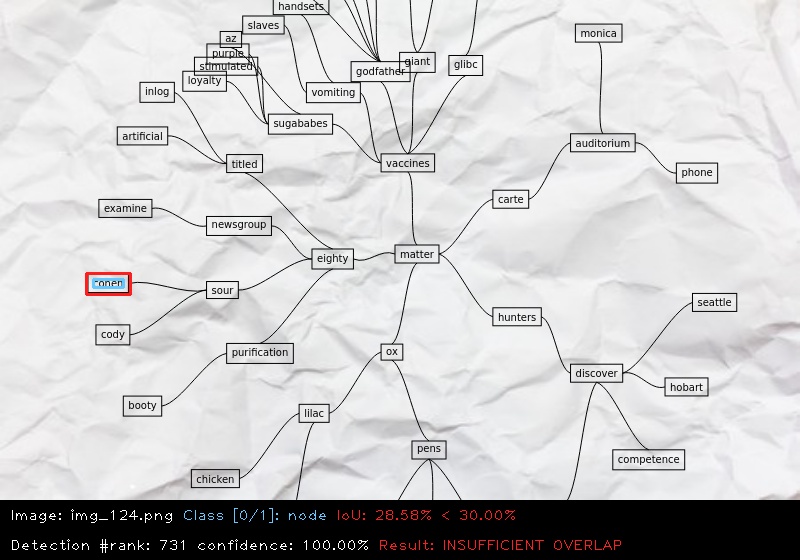 handsets
slaves
az
purple
stimulated
loyalty
godfather
giant
glibc
monica
inlog
vomiting
artificial
sugababes
titled
vaccines
auditorium
phone
examine
newsgroup
carte
eighty
matter
sour
cody
hunters
seattle
purification
ox
discover
hobart
booty
lilac
pens
competence
chicken
Image: img_124.png Class [0/1]: node IoU: 28.58% < 30.00%
Detection #rank: 731 confidence: 100.00% Result: INSUFFICIENT OVERLAP